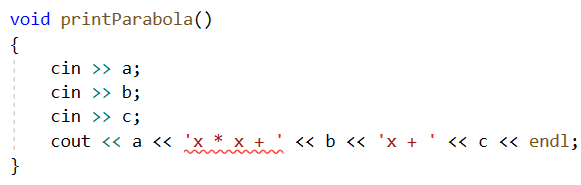 void printParabola()
{
cin >> a;
cin >> b;
cin >> c;
cout << a << 'x * x + ' << b << 'x + ' << c << endl;
}